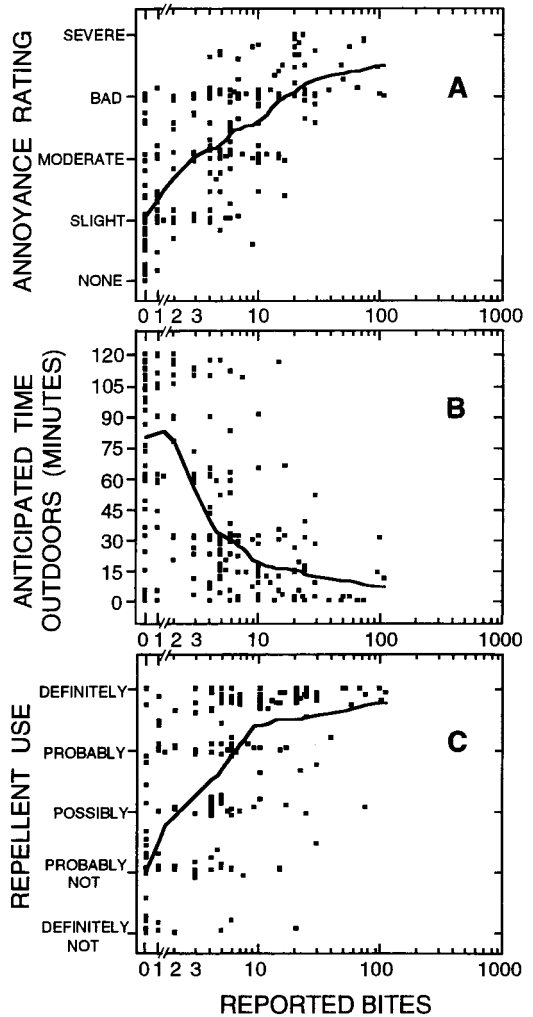 ANNOYANCE RATING
SEVERE
BAD
MODERATE
SLIGHT
NONE
A
0 1 2 3 10 100 1000
ANTICIPATED TIME
OUTDOORS (MINUTES)
120
105
90
75
60
45
30
15
0
B
0 1 2 3 10 100 1000
REPELLENT USE
DEFINITELY
PROBABLY
POSSIBLY
PROBABLY
NOT
DEFINITELY
NOT
C
0 1 2 3 10 100 1000
REPORTED BITES